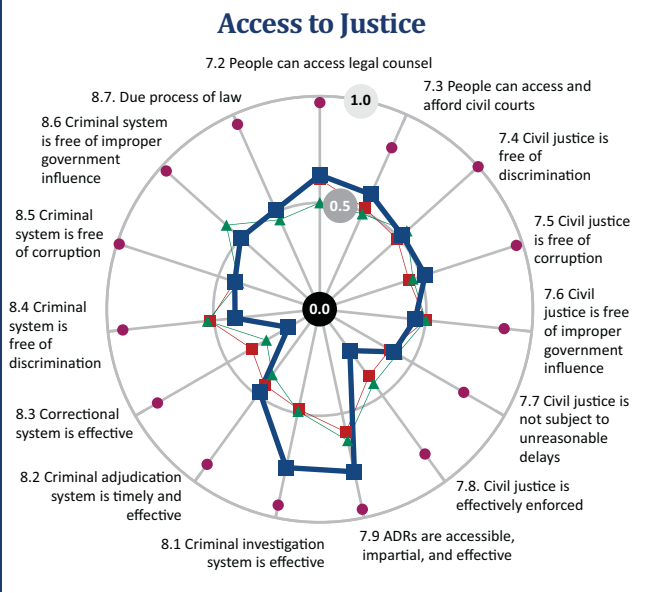 Access to Justice
7.2 People can access legal counsel
1.0
7.3 People can access and
afford civil courts
7.4 Civil justice is
free of
discrimination
7.5 Civil justice
is free of
corruption
7.6 Civil
justice is free
of improper
government
influence
7.7 Civil justice is
not subject to
unreasonable
delays
7.8. Civil justice is
effectively enforced
7.9 ADRs are accessible,
impartial, and effective
8.1 Criminal investigation
system is effective
8.2 Criminal adjudication
system is timely and
effective
8.3 Correctional
system is effective
8.4 Criminal
system is
free of
discrimination
8.5 Criminal
system is free
of corruption
8.6 Criminal system
is free of improper
government
influence
8.7. Due process of law
0.5
0.0